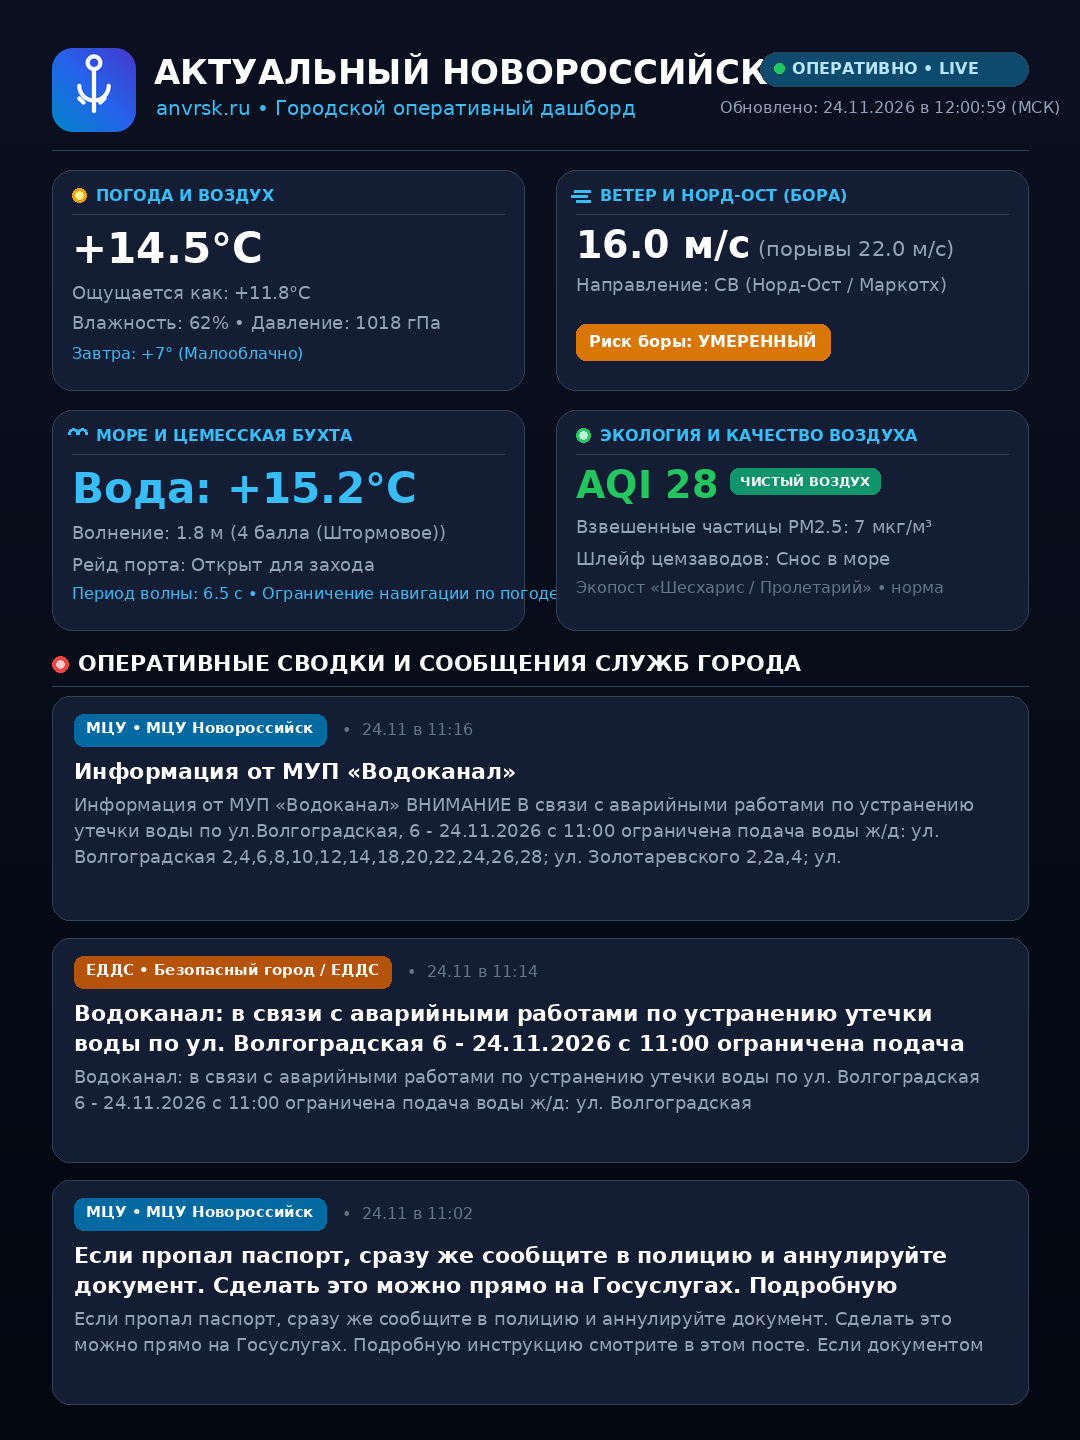 АКТУАЛЬНЫЙ НОВОРОССИЙСК
ОПЕРАТИВНО • LIVE
anvrsk.ru • Городской оперативный дашборд
Обновлено: 24.11.2026 в 12:00:59 (МСК)
ПОГОДА И ВОЗДУХ
+14.5°C
Ощущается как: +11.8°C
Влажность: 62% • Давление: 1018 гПа
Завтра: +7° (Малооблачно)
ВЕТЕР И НОРД-ОСТ (БОРА)
16.0 м/с (порывы 22.0 м/с)
Направление: СВ (Норд-Ост / Маркотх)
Риск боры: УМЕРЕННЫЙ
МОРЕ И ЦЕМЕССКАЯ БУХТА
Вода: +15.2°C
Волнение: 1.8 м (4 балла (Штормовое))
Рейд порта: Открыт для захода
Период волны: 6.5 с • Ограничение навигации по погоде
ЭКОЛОГИЯ И КАЧЕСТВО ВОЗДУХА
AQI 28 ЧИСТЫЙ ВОЗДУХ
Взвешенные частицы PM2.5: 7 мкг/м³
Шлейф цемзаводов: Снос в море
Экопост «Шесхарис / Пролетарий» • норма
ОПЕРАТИВНЫЕ СВОДКИ И СООБЩЕНИЯ СЛУЖБ ГОРОДА
МЦУ • МЦУ Новороссийск • 24.11 в 11:16
Информация от МУП «Водоканал»
Информация от МУП «Водоканал» ВНИМАНИЕ В связи с аварийными работами по устранению
утечки воды по ул.Волгоградская, 6 - 24.11.2026 с 11:00 ограничена подача воды ж/д: ул.
Волгоградская 2,4,6,8,10,12,14,18,20,22,24,26,28; ул. Золотаревского 2,2а,4; ул.
ЕДДС • Безопасный город / ЕДДС • 24.11 в 11:14
Водоканал: в связи с аварийными работами по устранению утечки
воды по ул. Волгоградская 6 - 24.11.2026 с 11:00 ограничена подача
Водоканал: в связи с аварийными работами по устранению утечки воды по ул. Волгоградская
6 - 24.11.2026 с 11:00 ограничена подача воды ж/д: ул. Волгоградская
МЦУ • МЦУ Новороссийск • 24.11 в 11:02
Если пропал паспорт, сразу же сообщите в полицию и аннулируйте
документ. Сделать это можно прямо на Госуслугах. Подробную
Если пропал паспорт, сразу же сообщите в полицию и аннулируйте документ. Сделать это
можно прямо на Госуслугах. Подробную инструкцию смотрите в этом посте. Если документом